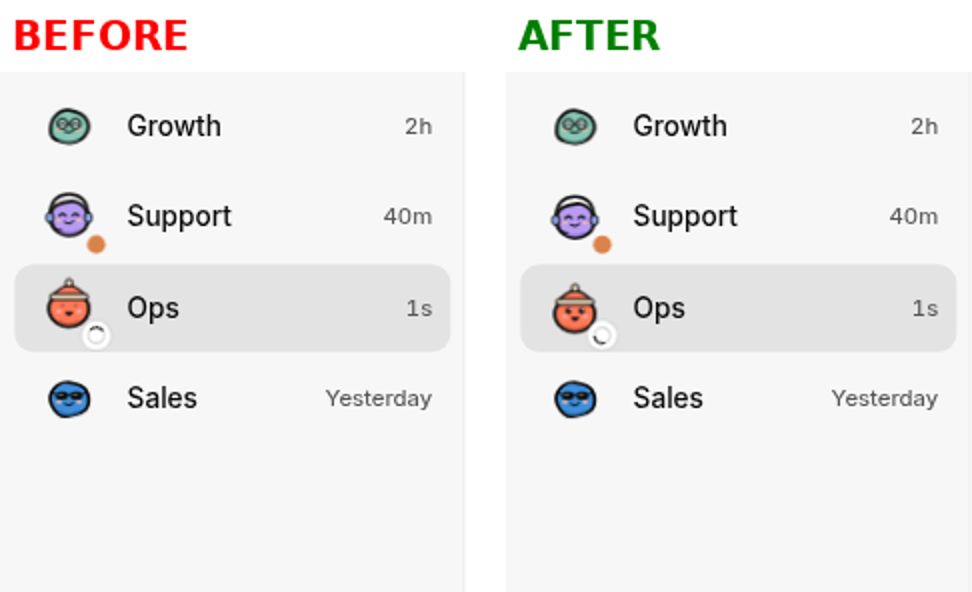 BEFORE
AFTER
Growth 2h
Support 40m
Ops 1s
Sales Yesterday
Growth 2h
Support 40m
Ops 1s
Sales Yesterday